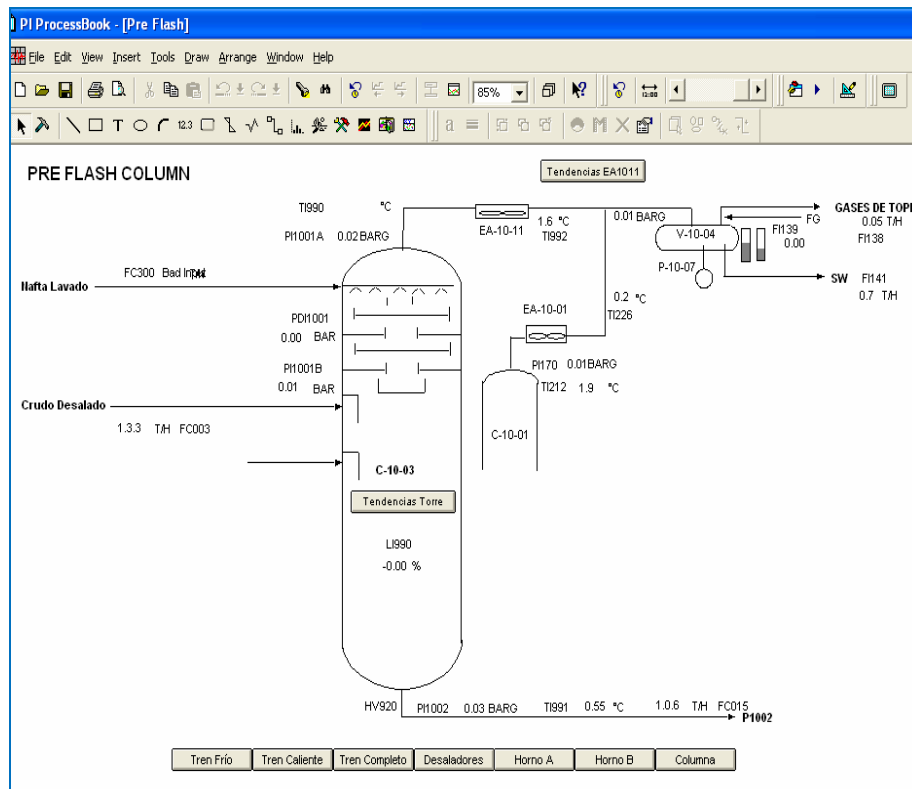 PI ProcessBook - [Pre Flash]
File Edit View Insert Tools Draw Arrange Window Help
85%
12:00
T 12.3
a
PRE FLASH COLUMN
Tendencias EA1011
TI990 °C
PI1001A 0.02 BARG
EA-10-11
1.6 °C
TI992
0.01 BARG
V-10-04
GASES DE TOPE
FG
0.05 T/H
FI139
0.00
FI138
FC300 Bad Input
Nafta Lavado
P-10-07
SW FI141
0.7 T/H
PDI1001
0.00 BAR
EA-10-01
0.2 °C
TI226
PI1001B
0.01 BAR
PI170 0.01BARG
TI212 1.9 °C
Crudo Desalado
1.3.3 T/H FC003
C-10-01
C-10-03
Tendencias Torre
LI990
-0.00 %
HV920 PI1002 0.03 BARG TI991 0.55 °C 1.0.6 T/H FC015
P1002
Tren Frío Tren Caliente Tren Completo Desaladores Horno A Horno B Columna